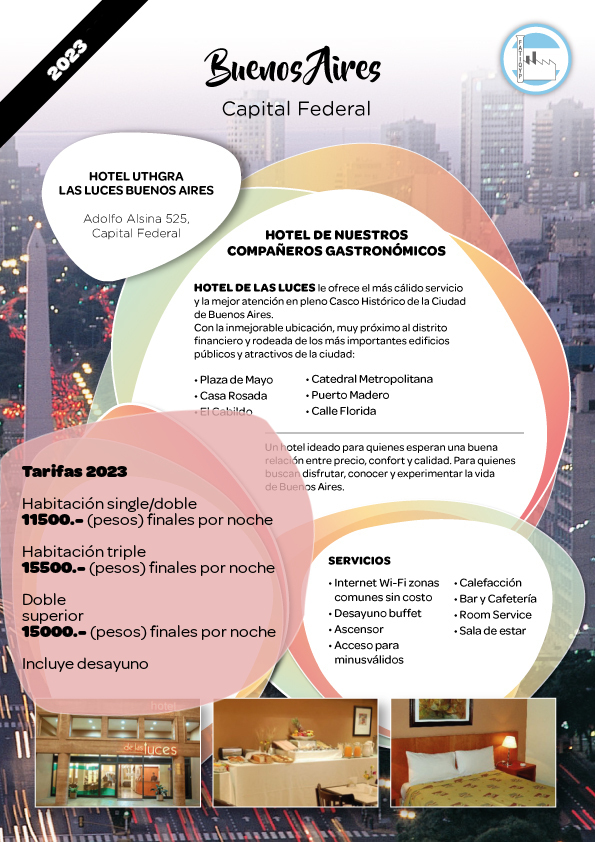 2023
Buenos Aires
Capital Federal
FATIQYP
HOTEL UTHGRA
LAS LUCES BUENOS AIRES
Adolfo Alsina 525,
Capital Federal
HOTEL DE NUESTROS
COMPAÑEROS GASTRONÓMICOS
HOTEL DE LAS LUCES le ofrece el más cálido servicio
y la mejor atención en pleno Casco Histórico de la Ciudad
de Buenos Aires.
Con la inmejorable ubicación, muy próximo al distrito
financiero y rodeada de los más importantes edificios
públicos y atractivos de la ciudad:
• Plaza de Mayo
• Casa Rosada
• El Cabildo
• Catedral Metropolitana
• Puerto Madero
• Calle Florida
Un hotel ideado para quienes esperan una buena
relación entre precio, confort y calidad. Para quienes
buscan disfrutar, conocer y experimentar la vida
de Buenos Aires.
Tarifas 2023
Habitación single/doble
11500.- (pesos) finales por noche
Habitación triple
15500.- (pesos) finales por noche
Doble
superior
15000.- (pesos) finales por noche
Incluye desayuno
SERVICIOS
• Internet Wi-Fi zonas
comunes sin costo
• Desayuno buffet
• Ascensor
• Acceso para
minusválidos
• Calefacción
• Bar y Cafetería
• Room Service
• Sala de estar
hotel
de las luces